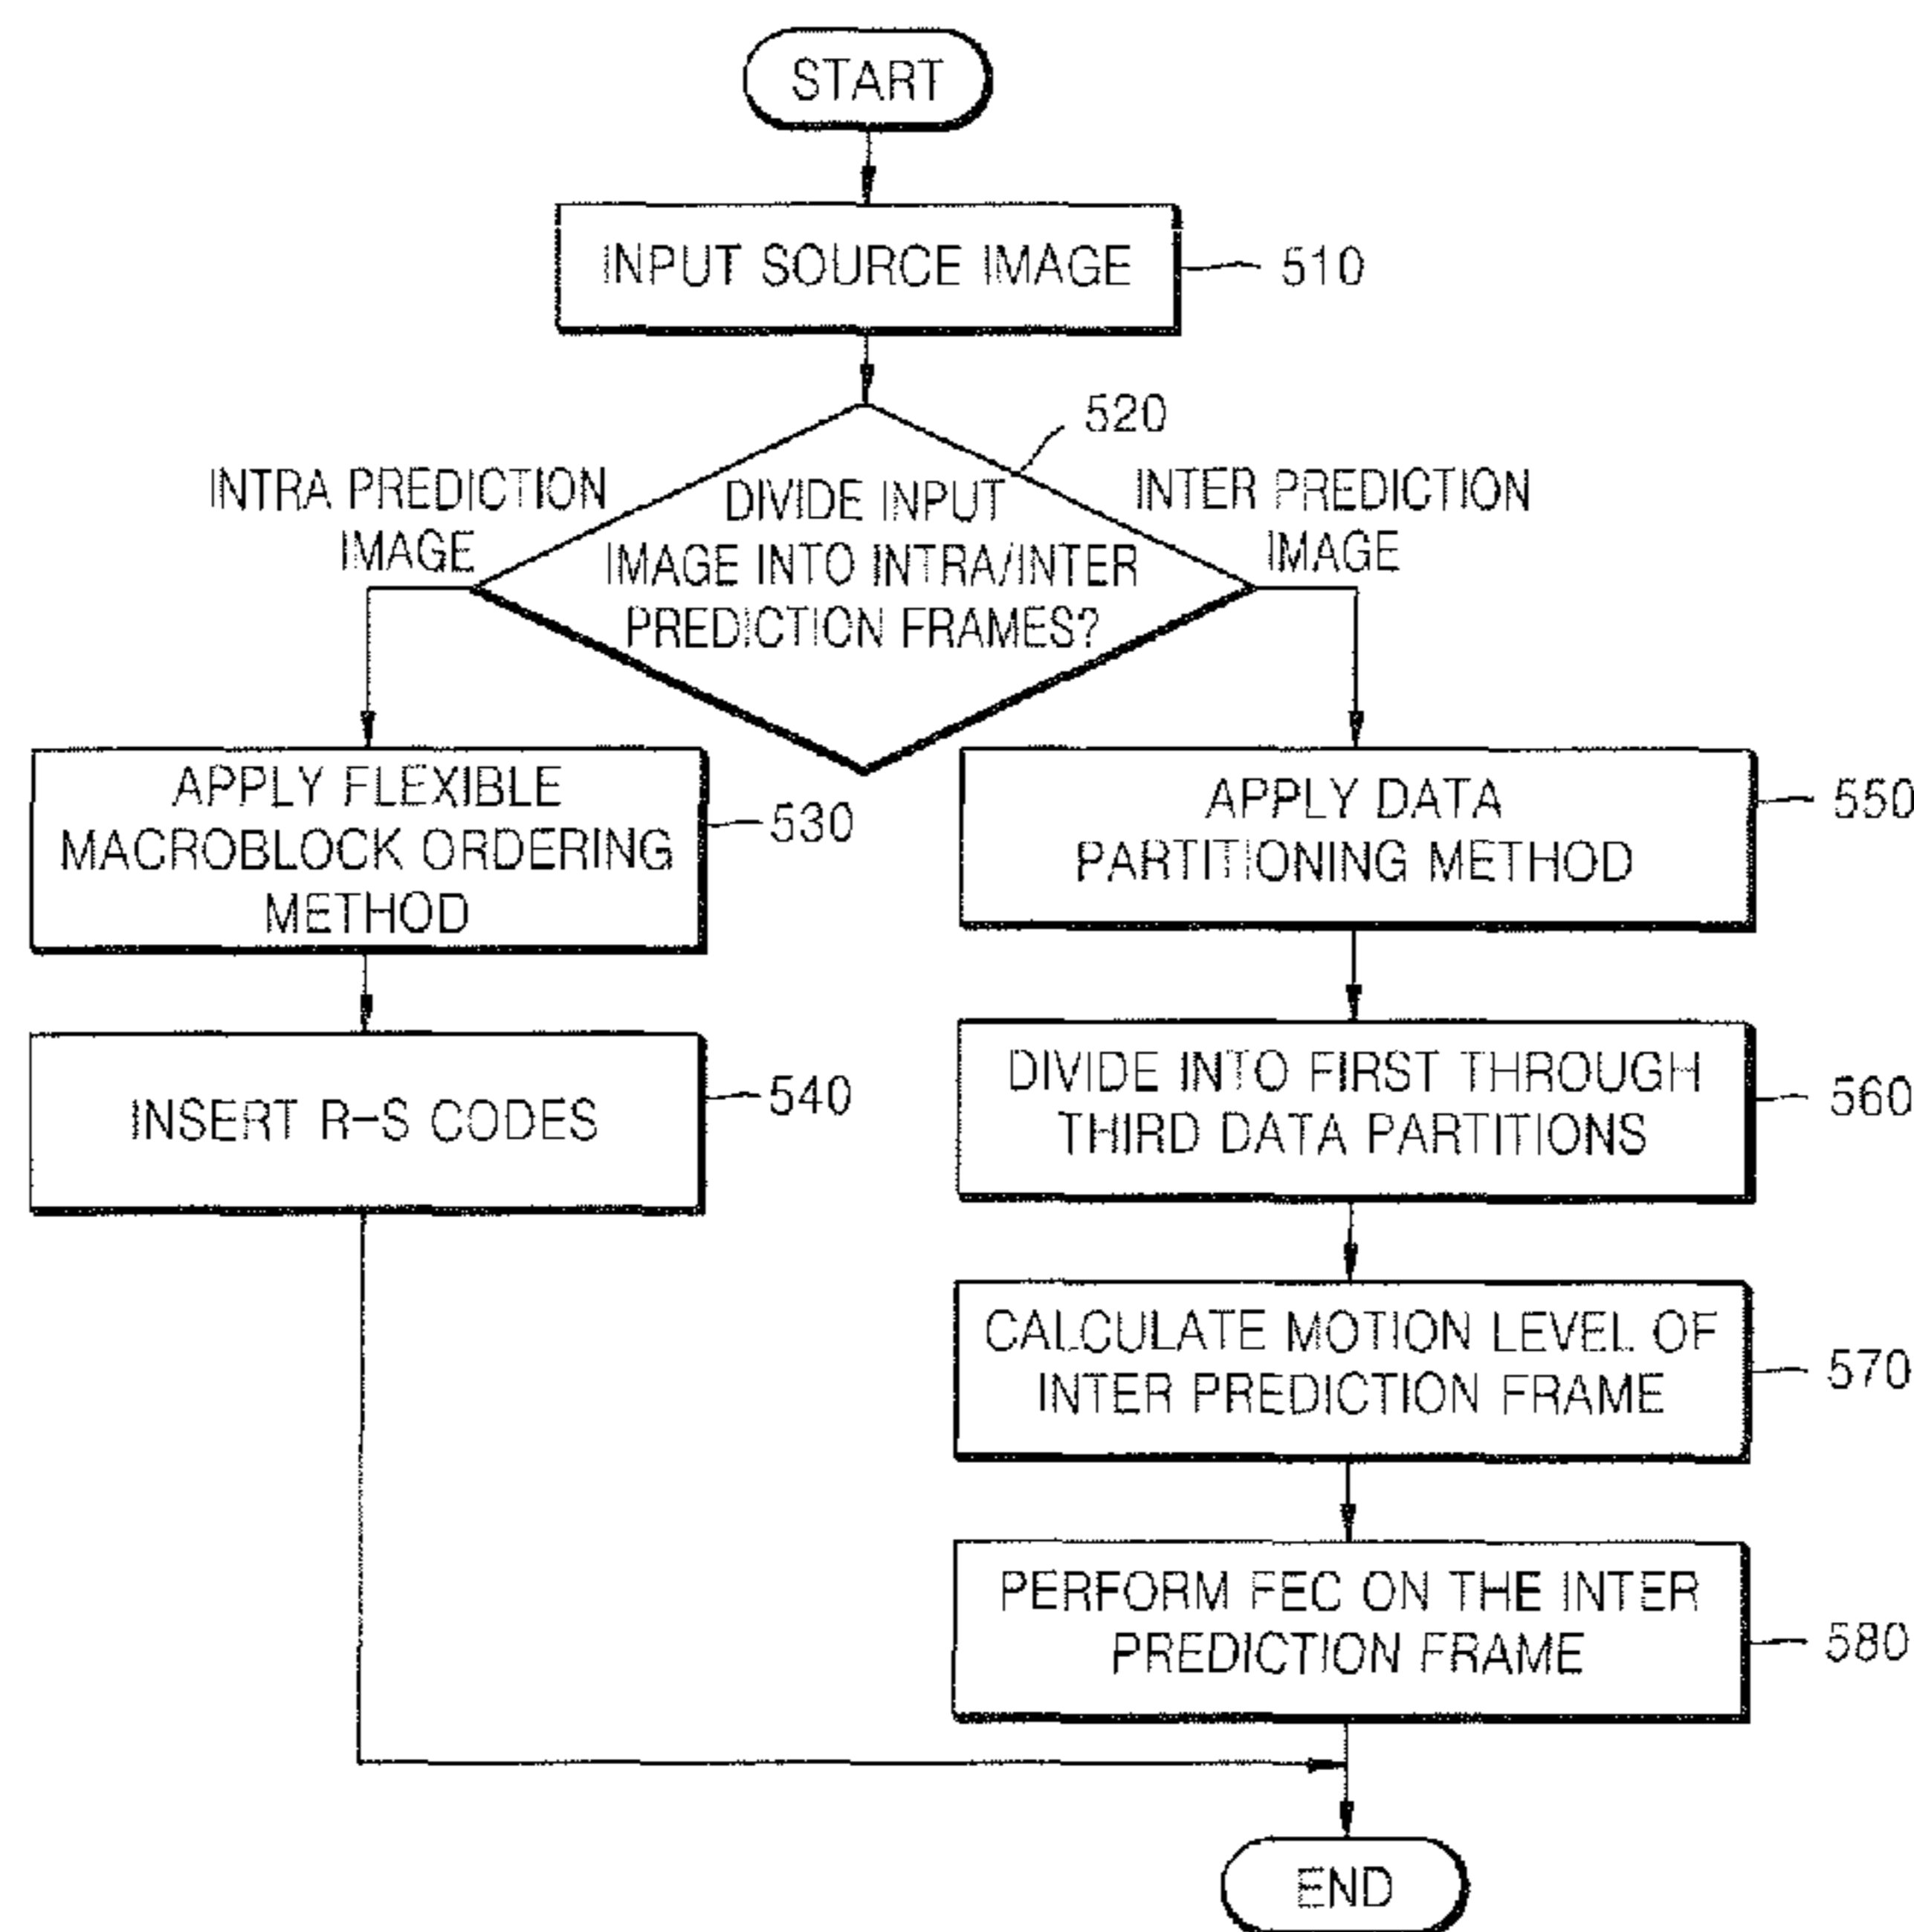 START
INPUT SOURCE IMAGE
510
520
INTRA PREDICTION
IMAGE
DIVIDE INPUT
IMAGE INTO INTRA/INTER
PREDICTION FRAMES?
INTER PREDICTION
IMAGE
APPLY FLEXIBLE
MACROBLOCK ORDERING
METHOD
530
INSERT R-S CODES
540
APPLY DATA
PARTITIONING METHOD
550
DIVIDE INTO FIRST THROUGH
THIRD DATA PARTITIONS
560
CALCULATE MOTION LEVEL OF
INTER PREDICTION FRAME
570
PERFORM FEC ON THE INTER
PREDICTION FRAME
580
END